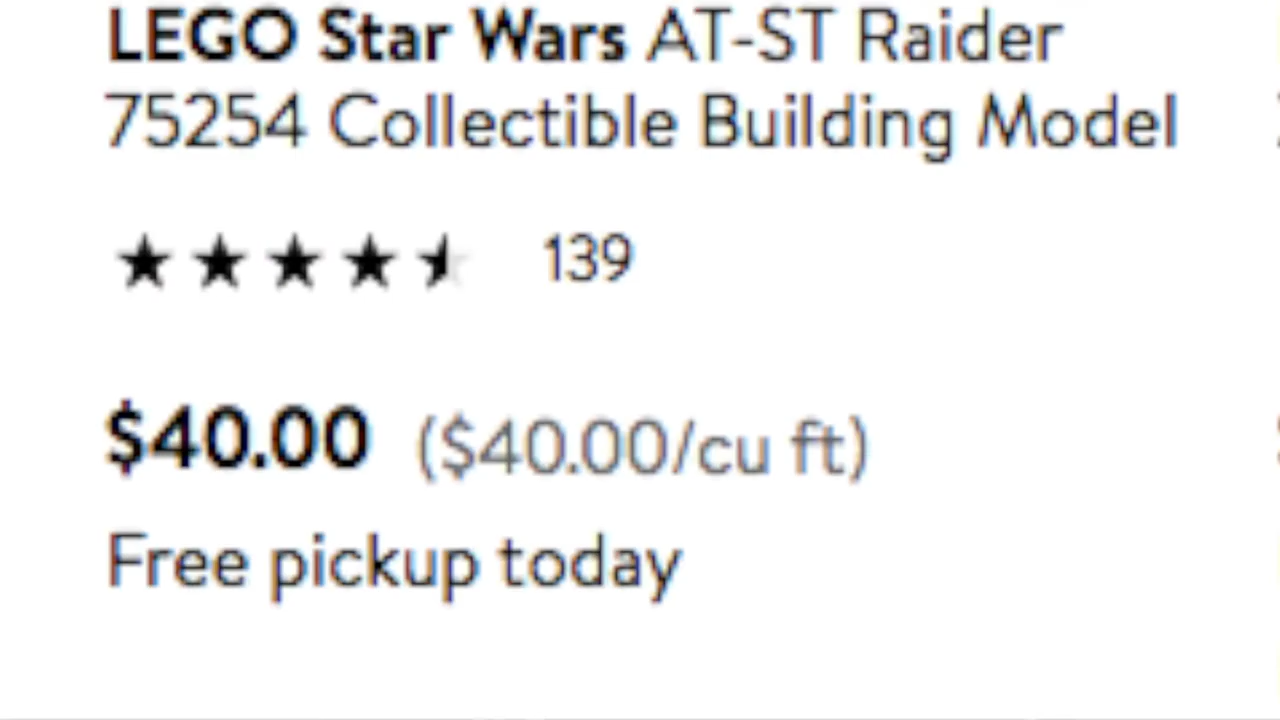 LEGO Star Wars AT-ST Raider
75254 Collectible Building Model
139
$40.00 ($40.00/cu ft)
Free pickup today